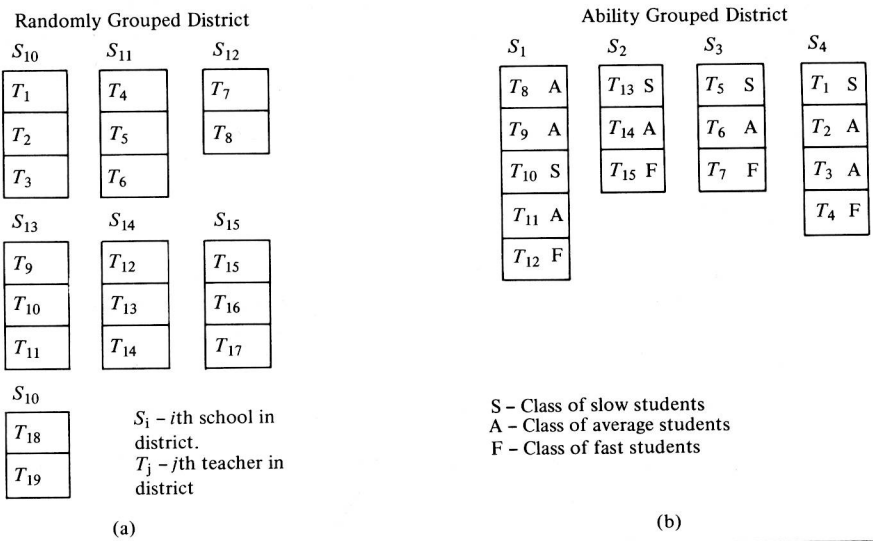 Randomly Grouped District
S10 S11 S12
T1 T4 T7
T2 T5 T8
T3 T6
S13 S14 S15
T9 T12 T15
T10 T13 T16
T11 T14 T17
S10
T18
T19
Si – ith school in
district.
Tj – jth teacher in
district
(a)
Ability Grouped District
S1 S2 S3 S4
T8 A T13 S T5 S T1 S
T9 A T14 A T6 A T2 A
T10 S T15 F T7 F T3 A
T11 A T4 F
T12 F
S – Class of slow students
A – Class of average students
F – Class of fast students
(b)